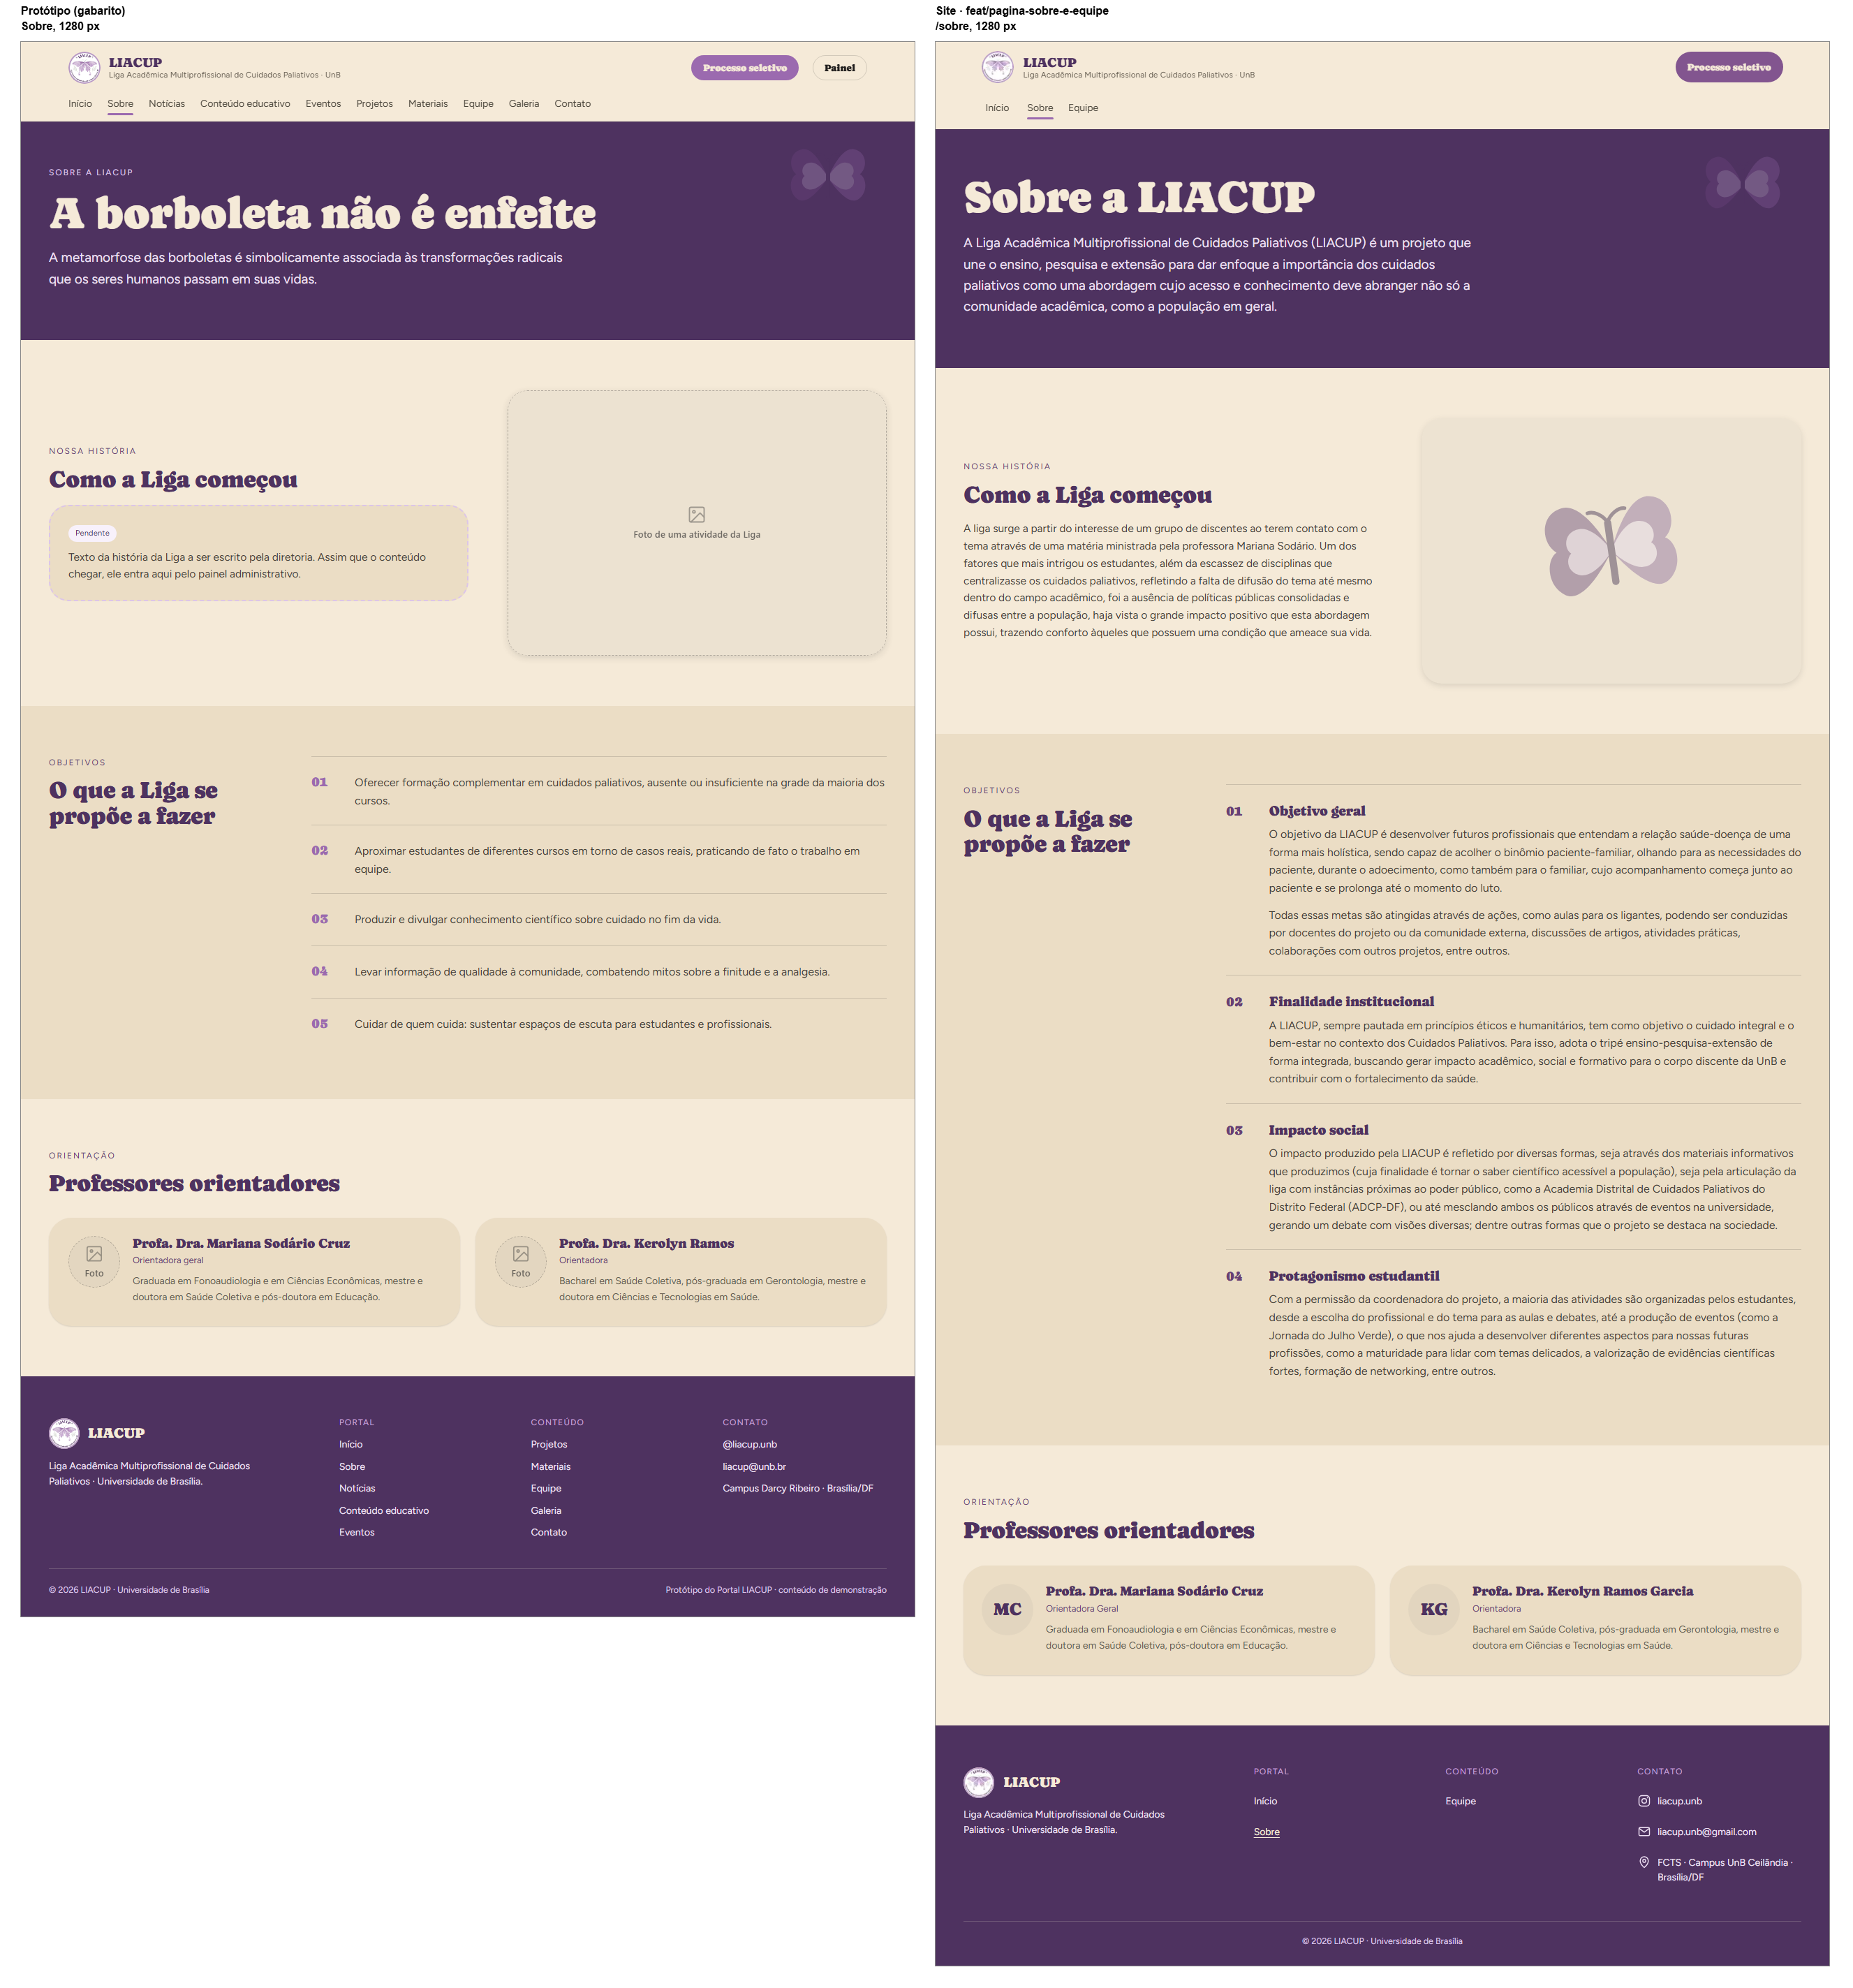 Protótipo (gabarito)
Sobre, 1280 px
LIACUP
Liga Acadêmica Multiprofissional de Cuidados Paliativos · UnB
Processo seletivo
Painel
Início
Sobre
Notícias
Conteúdo educativo
Eventos
Projetos
Materiais
Equipe
Galeria
Contato
SOBRE A LIACUP
A borboleta não é enfeite
A metamorfose das borboletas é simbolicamente associada às transformações radicais
que os seres humanos passam em suas vidas.
NOSSA HISTÓRIA
Como a Liga começou
Pendente
Texto da história da Liga a ser escrito pela diretoria. Assim que o conteúdo
chegar, ele entra aqui pelo painel administrativo.
Foto de uma atividade da Liga
OBJETIVOS
O que a Liga se
propõe a fazer
01
Oferecer formação complementar em cuidados paliativos, ausente ou insuficiente na grade da maioria dos
cursos.
02
Aproximar estudantes de diferentes cursos em torno de casos reais, praticando de fato o trabalho em
equipe.
03
Produzir e divulgar conhecimento científico sobre cuidado no fim da vida.
04
Levar informação de qualidade à comunidade, combatendo mitos sobre a finitude e a analgesia.
05
Cuidar de quem cuida: sustentar espaços de escuta para estudantes e profissionais.
ORIENTAÇÃO
Professores orientadores
Foto
Profa. Dra. Mariana Sodário Cruz
Orientadora geral
Graduada em Fonoaudiologia e em Ciências Econômicas, mestre e
doutora em Saúde Coletiva e pós-doutora em Educação.
Foto
Profa. Dra. Kerolyn Ramos
Orientadora
Bacharel em Saúde Coletiva, pós-graduada em Gerontologia, mestre e
doutora em Ciências e Tecnologias em Saúde.
LIACUP
Liga Acadêmica Multiprofissional de Cuidados
Paliativos · Universidade de Brasília.
PORTAL
Início
Sobre
Notícias
Conteúdo educativo
Eventos
CONTEÚDO
Projetos
Materiais
Equipe
Galeria
Contato
CONTATO
@liacup.unb
liacup@unb.br
Campus Darcy Ribeiro · Brasília/DF
© 2026 LIACUP · Universidade de Brasília
Protótipo do Portal LIACUP · conteúdo de demonstração
Site · feat/pagina-sobre-e-equipe
/sobre, 1280 px
LIACUP
Liga Acadêmica Multiprofissional de Cuidados Paliativos · UnB
Processo seletivo
Início
Sobre
Equipe
Sobre a LIACUP
A Liga Acadêmica Multiprofissional de Cuidados Paliativos (LIACUP) é um projeto que
une o ensino, pesquisa e extensão para dar enfoque a importância dos cuidados
paliativos como uma abordagem cujo acesso e conhecimento deve abranger não só a
comunidade acadêmica, como a população em geral.
NOSSA HISTÓRIA
Como a Liga começou
A liga surge a partir do interesse de um grupo de discentes ao terem contato com o
tema através de uma matéria ministrada pela professora Mariana Sodário. Um dos
fatores que mais intrigou os estudantes, além da escassez de disciplinas que
centralizasse os cuidados paliativos, refletindo a falta de difusão do tema até mesmo
dentro do campo acadêmico, foi a ausência de políticas públicas consolidadas e
difusas entre a população, haja vista o grande impacto positivo que esta abordagem
possui, trazendo conforto àqueles que possuem uma condição que ameace sua vida.
OBJETIVOS
O que a Liga se
propõe a fazer
01
Objetivo geral
O objetivo da LIACUP é desenvolver futuros profissionais que entendam a relação saúde-doença de uma
forma mais holística, sendo capaz de acolher o binômio paciente-familiar, olhando para as necesidades do
paciente, durante o adoecimento, como também para o familiar, cujo acompanhamento começa junto ao
paciente e se prolonga até o momento do luto.
Todas essas metas são atingidas através de ações, como aulas para os ligantes, podendo ser conduzidas
por docentes do projeto ou da comunidade externa, discussões de artigos, atividades práticas,
colaborações com outros projetos, entre outros.
02
Finalidade institucional
A LIACUP, sempre pautada em princípios éticos e humanitários, tem como objetivo o cuidado integral e o
bem-estar no contexto dos Cuidados Paliativos. Para isso, adota o tripé ensino-pesquisa-extensão de
forma integrada, buscando gerar impacto acadêmico, social e formativo para o corpo discente da UnB e
contribuir com o fortalecimento da saúde.
03
Impacto social
O impacto produzido pela LIACUP é refletido por diversas formas, seja através dos materiais informativos
que produzimos (cuja finalidade é tornar o saber científico acessível a população), seja pela articulação da
liga com instâncias próximas ao poder público, como a Academia Distrital de Cuidados Paliativos do
Distrito Federal (ADCP-DF), ou até mesclando ambos os públicos através de eventos na universidade,
gerando um debate com visões diversas; dentre outras formas que o projeto se destaca na sociedade.
04
Protagonismo estudantil
Com a permissão da coordenadora do projeto, a maioria das atividades são organizadas pelos estudantes,
desde a escolha do profissional e do tema para as aulas e debates, até a produção de eventos (como a
Jornada do Julho Verde), o que nos ajuda a desenvolver diferentes aspectos para nossas futuras
profissões, como a maturidade para lidar com temas delicados, a valorização de evidências científicas
fortes, formação de networking, entre outros.
ORIENTAÇÃO
Professores orientadores
MC
Profa. Dra. Mariana Sodário Cruz
Orientadora Geral
Graduada em Fonoaudiologia e em Ciências Econômicas, mestre e
doutora em Saúde Coletiva, pós-doutora em Educação.
KG
Profa. Dra. Kerolyn Ramos Garcia
Orientadora
Bacharel em Saúde Coletiva, pós-graduada em Gerontologia, mestre e
doutora em Ciências e Tecnologias em Saúde.
LIACUP
Liga Acadêmica Multiprofissional de Cuidados
Paliativos · Universidade de Brasília.
PORTAL
Início
Sobre
CONTEÚDO
Equipe
CONTATO
liacup.unb
liacup.unb@gmail.com
FCTS · Campus UnB Ceilândia ·
Brasília/DF
© 2026 LIACUP · Universidade de Brasília